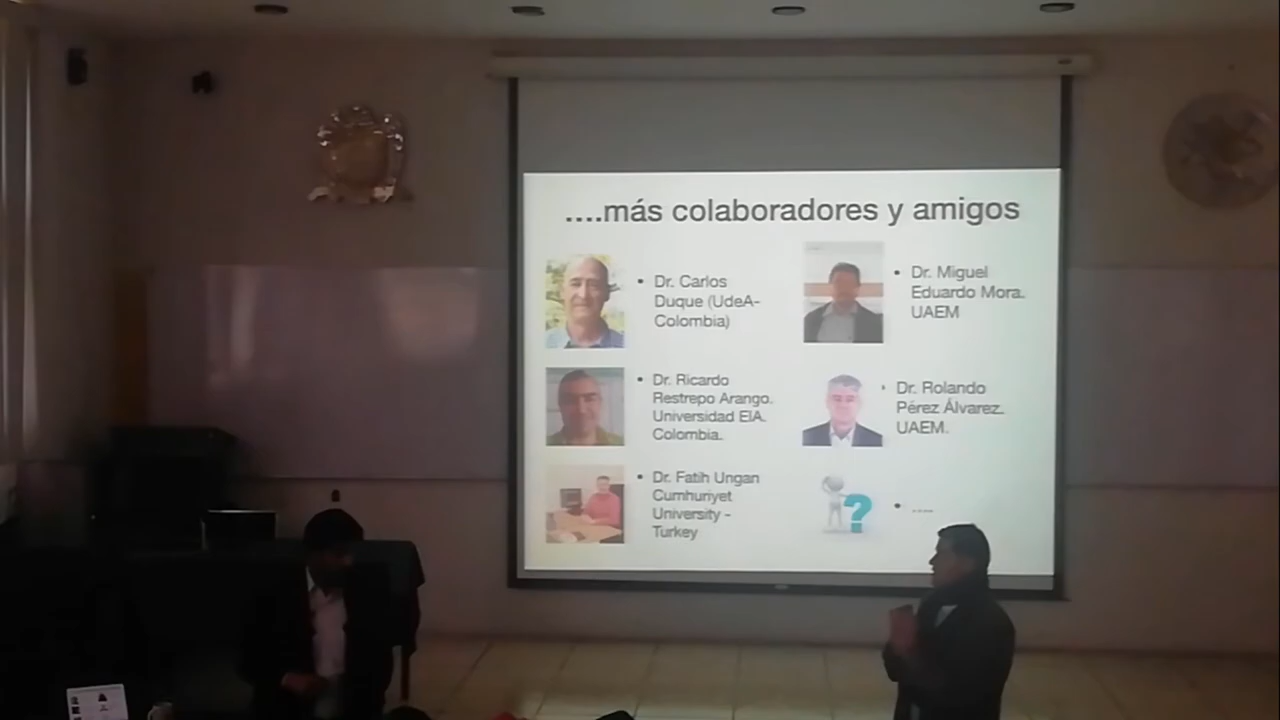 ....más colaboradores y amigos
• Dr. Carlos
Duque (UdeA-
Colombia)
• Dr. Miguel
Eduardo Mora.
UAEM
• Dr. Ricardo
Restrepo Arango.
Universidad EIA.
Colombia.
• Dr. Rolando
Pérez Álvarez.
UAEM.
• Dr. Fatih Ungan
Cumhuriyet
University -
Turkey
?
• ....